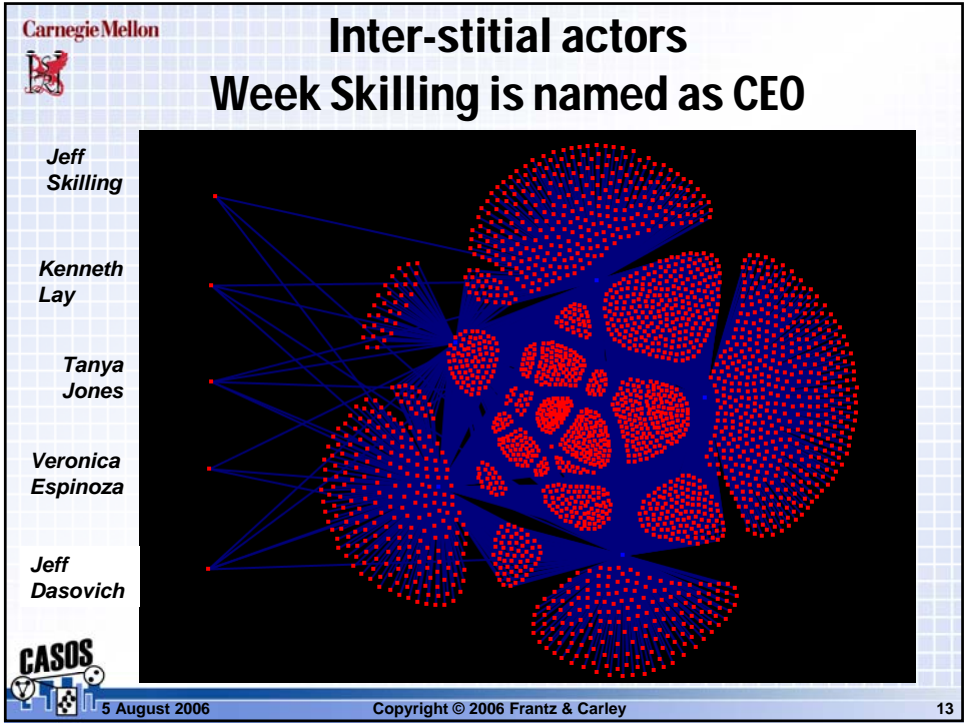 Carnegie Mellon
Inter-stitial actors
Week Skilling is named as CEO
Jeff
Skilling
Kenneth
Lay
Tanya
Jones
Veronica
Espinoza
Jeff
Dasovich
CASOS
5 August 2006
Copyright © 2006 Frantz & Carley
13